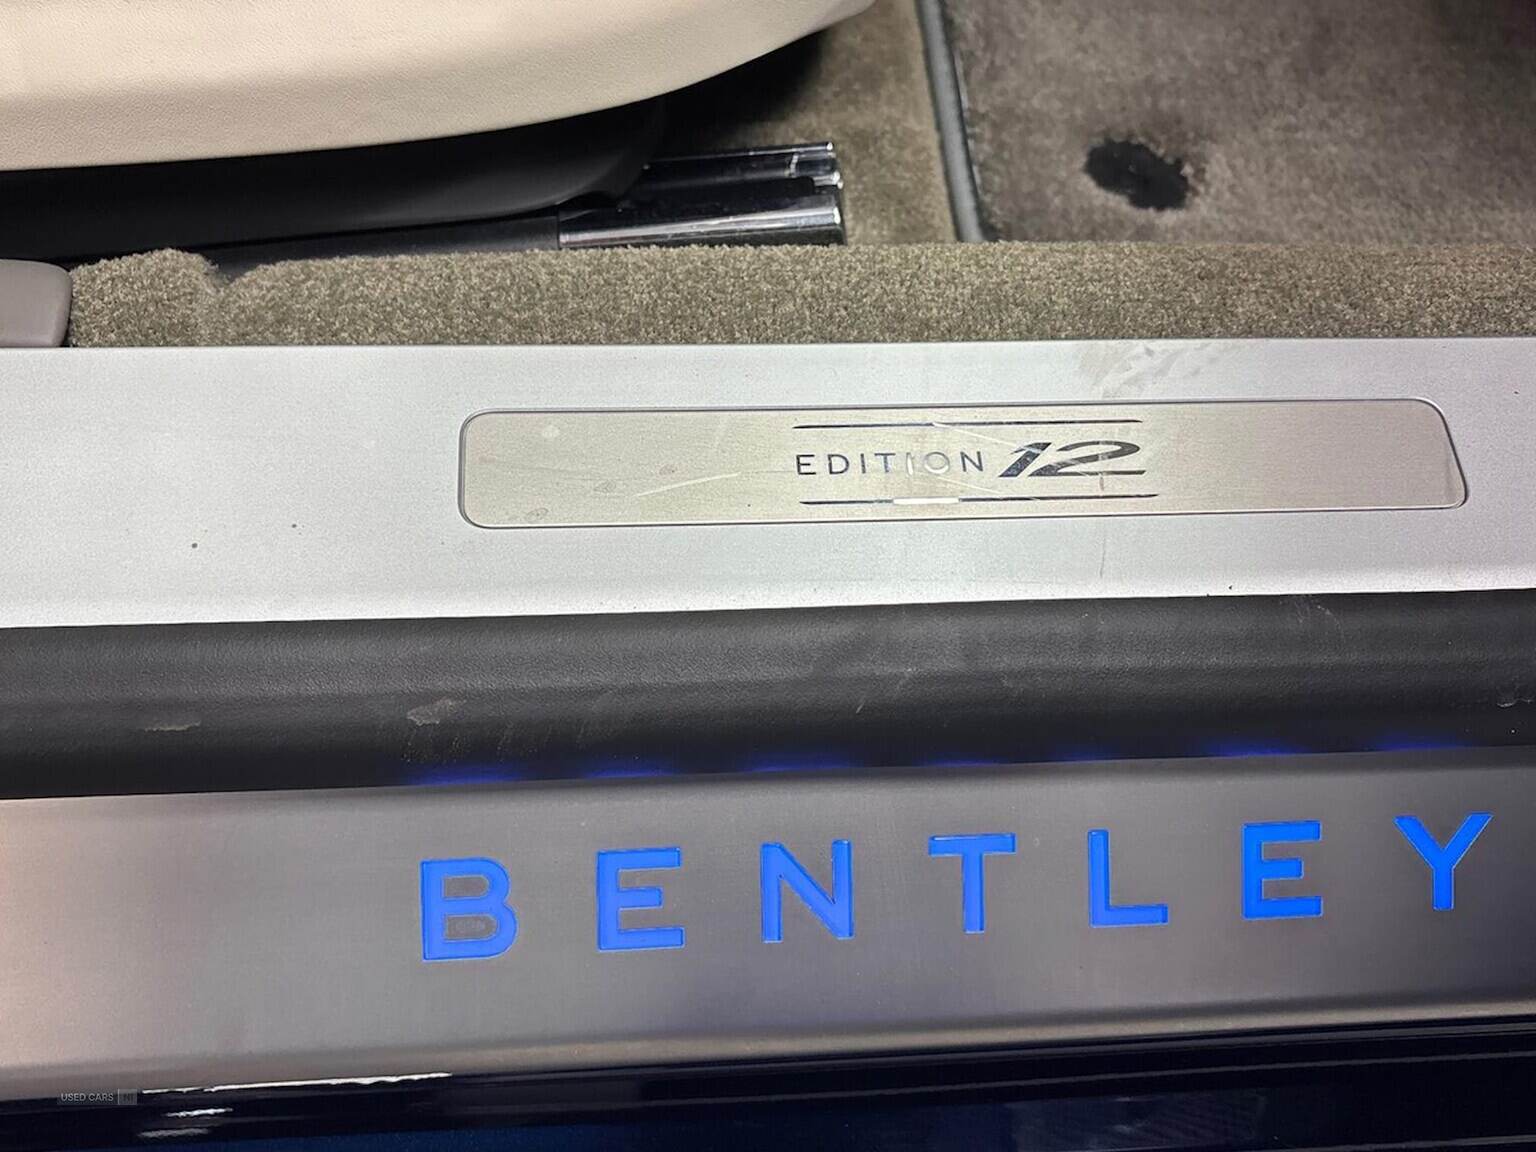 EDITION 12
BENTLEY
USED CARS NI